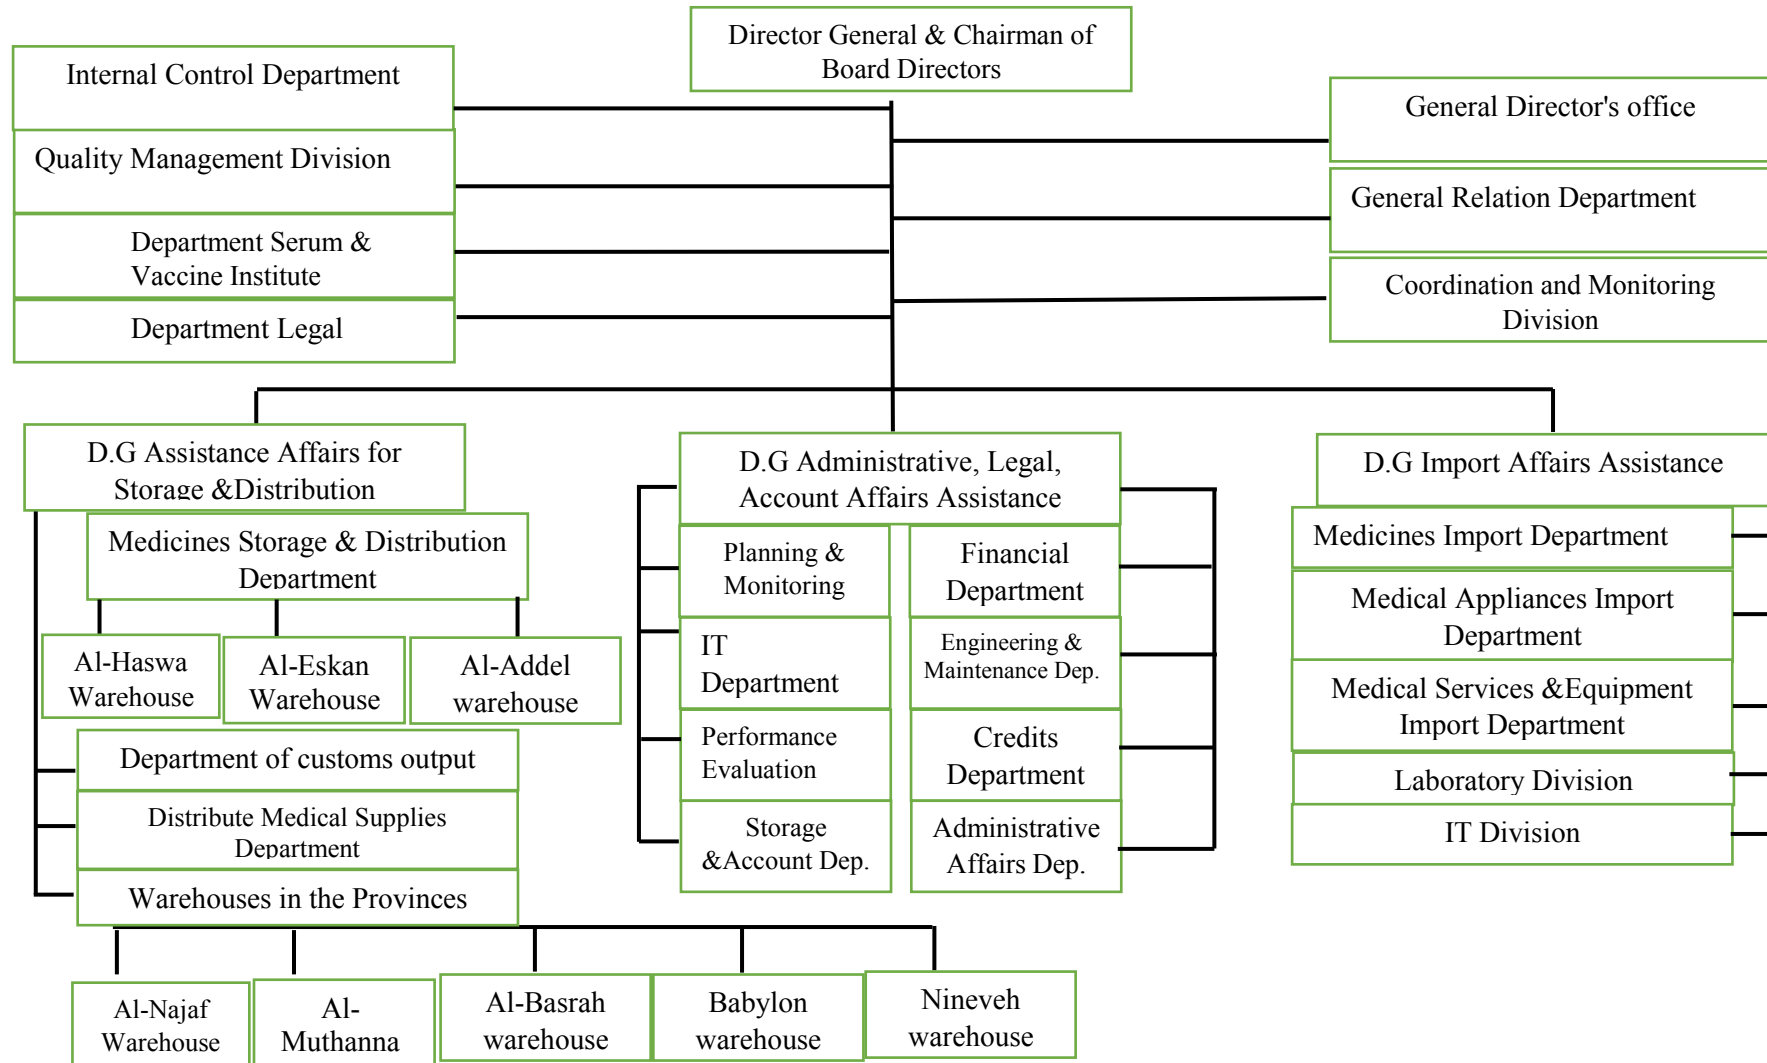 Director General & Chairman of
Board Directors
Internal Control Department
Quality Management Division
Department Serum &
Vaccine Institute
Department Legal
General Director's office
General Relation Department
Coordination and Monitoring
Division
D.G Assistance Affairs for
Storage &Distribution
Medicines Storage & Distribution
Department
Al-Haswa
Warehouse
Al-Eskan
Warehouse
Al-Addel
warehouse
Department of customs output
Distribute Medical Supplies
Department
Warehouses in the Provinces
Al-Najaf
Warehouse
Al-
Muthanna
Al-Basrah
warehouse
Babylon
warehouse
Nineveh
warehouse
D.G Administrative, Legal,
Account Affairs Assistance
Planning &
Monitoring
IT
Department
Performance
Evaluation
Storage
&Account Dep.
Financial
Department
Engineering &
Maintenance Dep.
Credits
Department
Administrative
Affairs Dep.
D.G Import Affairs Assistance
Medicines Import Department
Medical Appliances Import
Department
Medical Services &Equipment
Import Department
Laboratory Division
IT Division